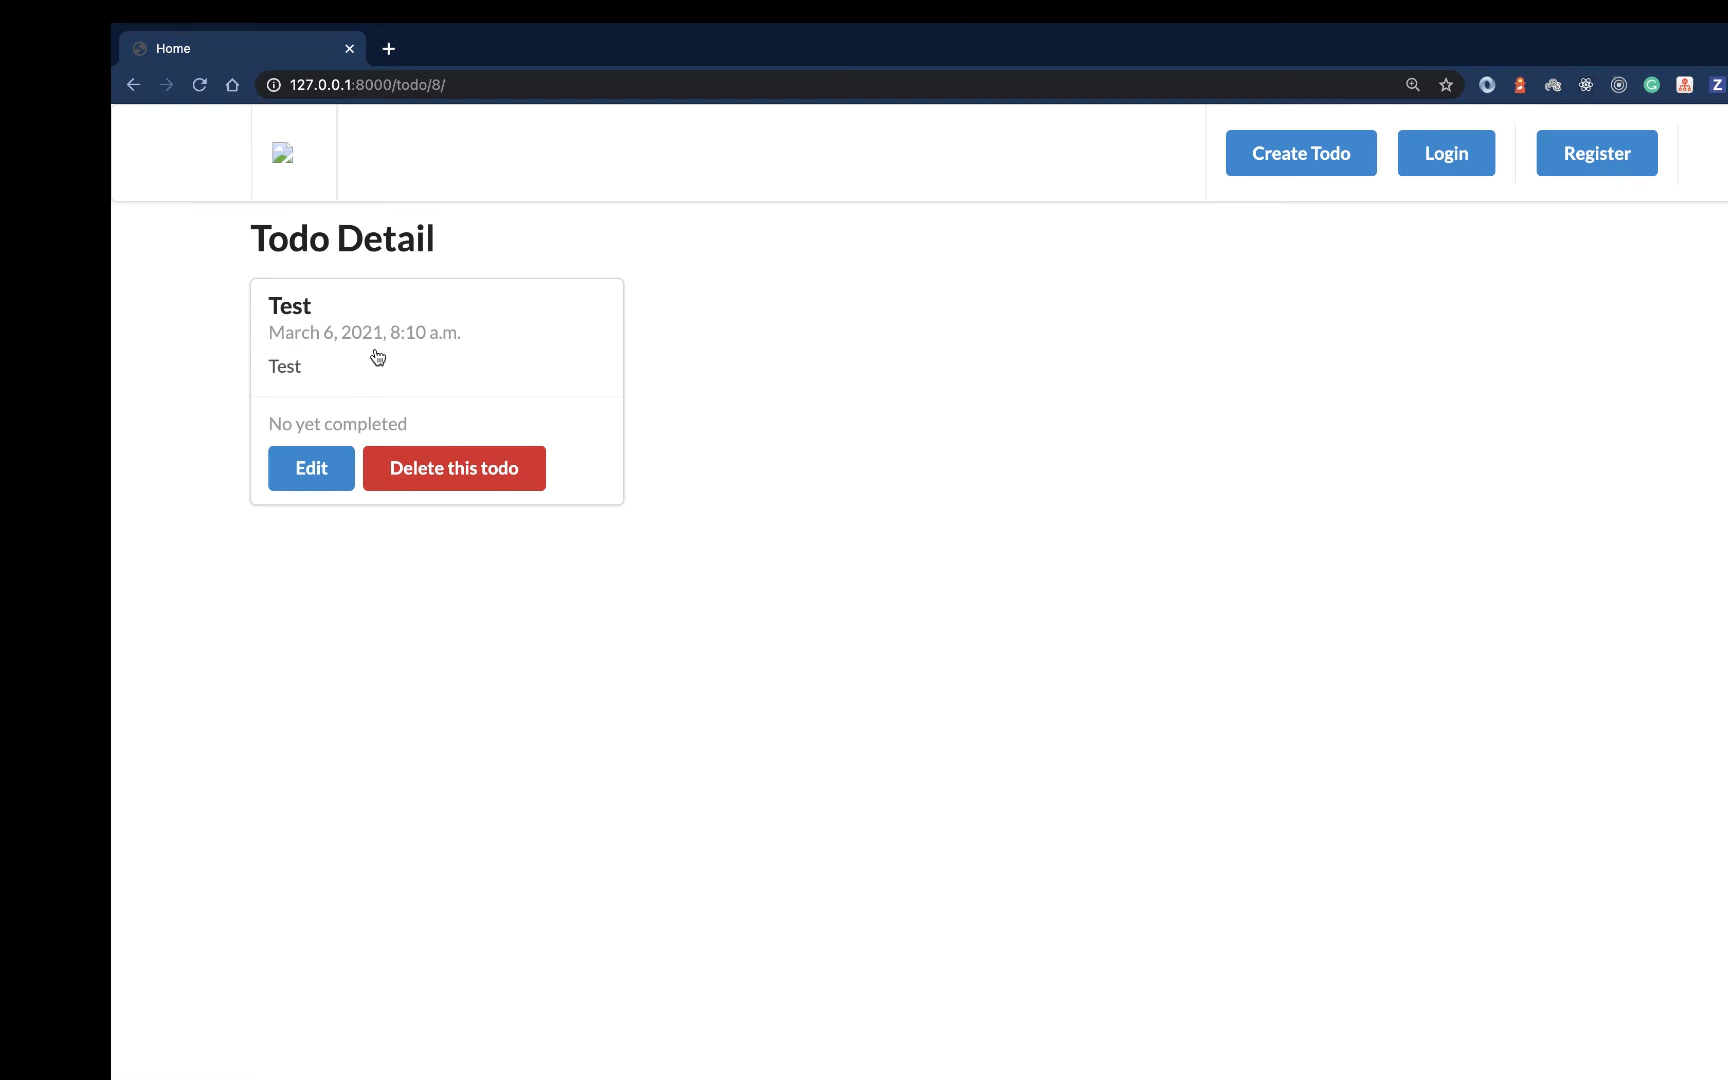 Home
127.0.0.1:8000/todo/8/
Create Todo
Login
Register
Todo Detail
Test
March 6, 2021, 8:10 a.m.
Test
No yet completed
Edit
Delete this todo